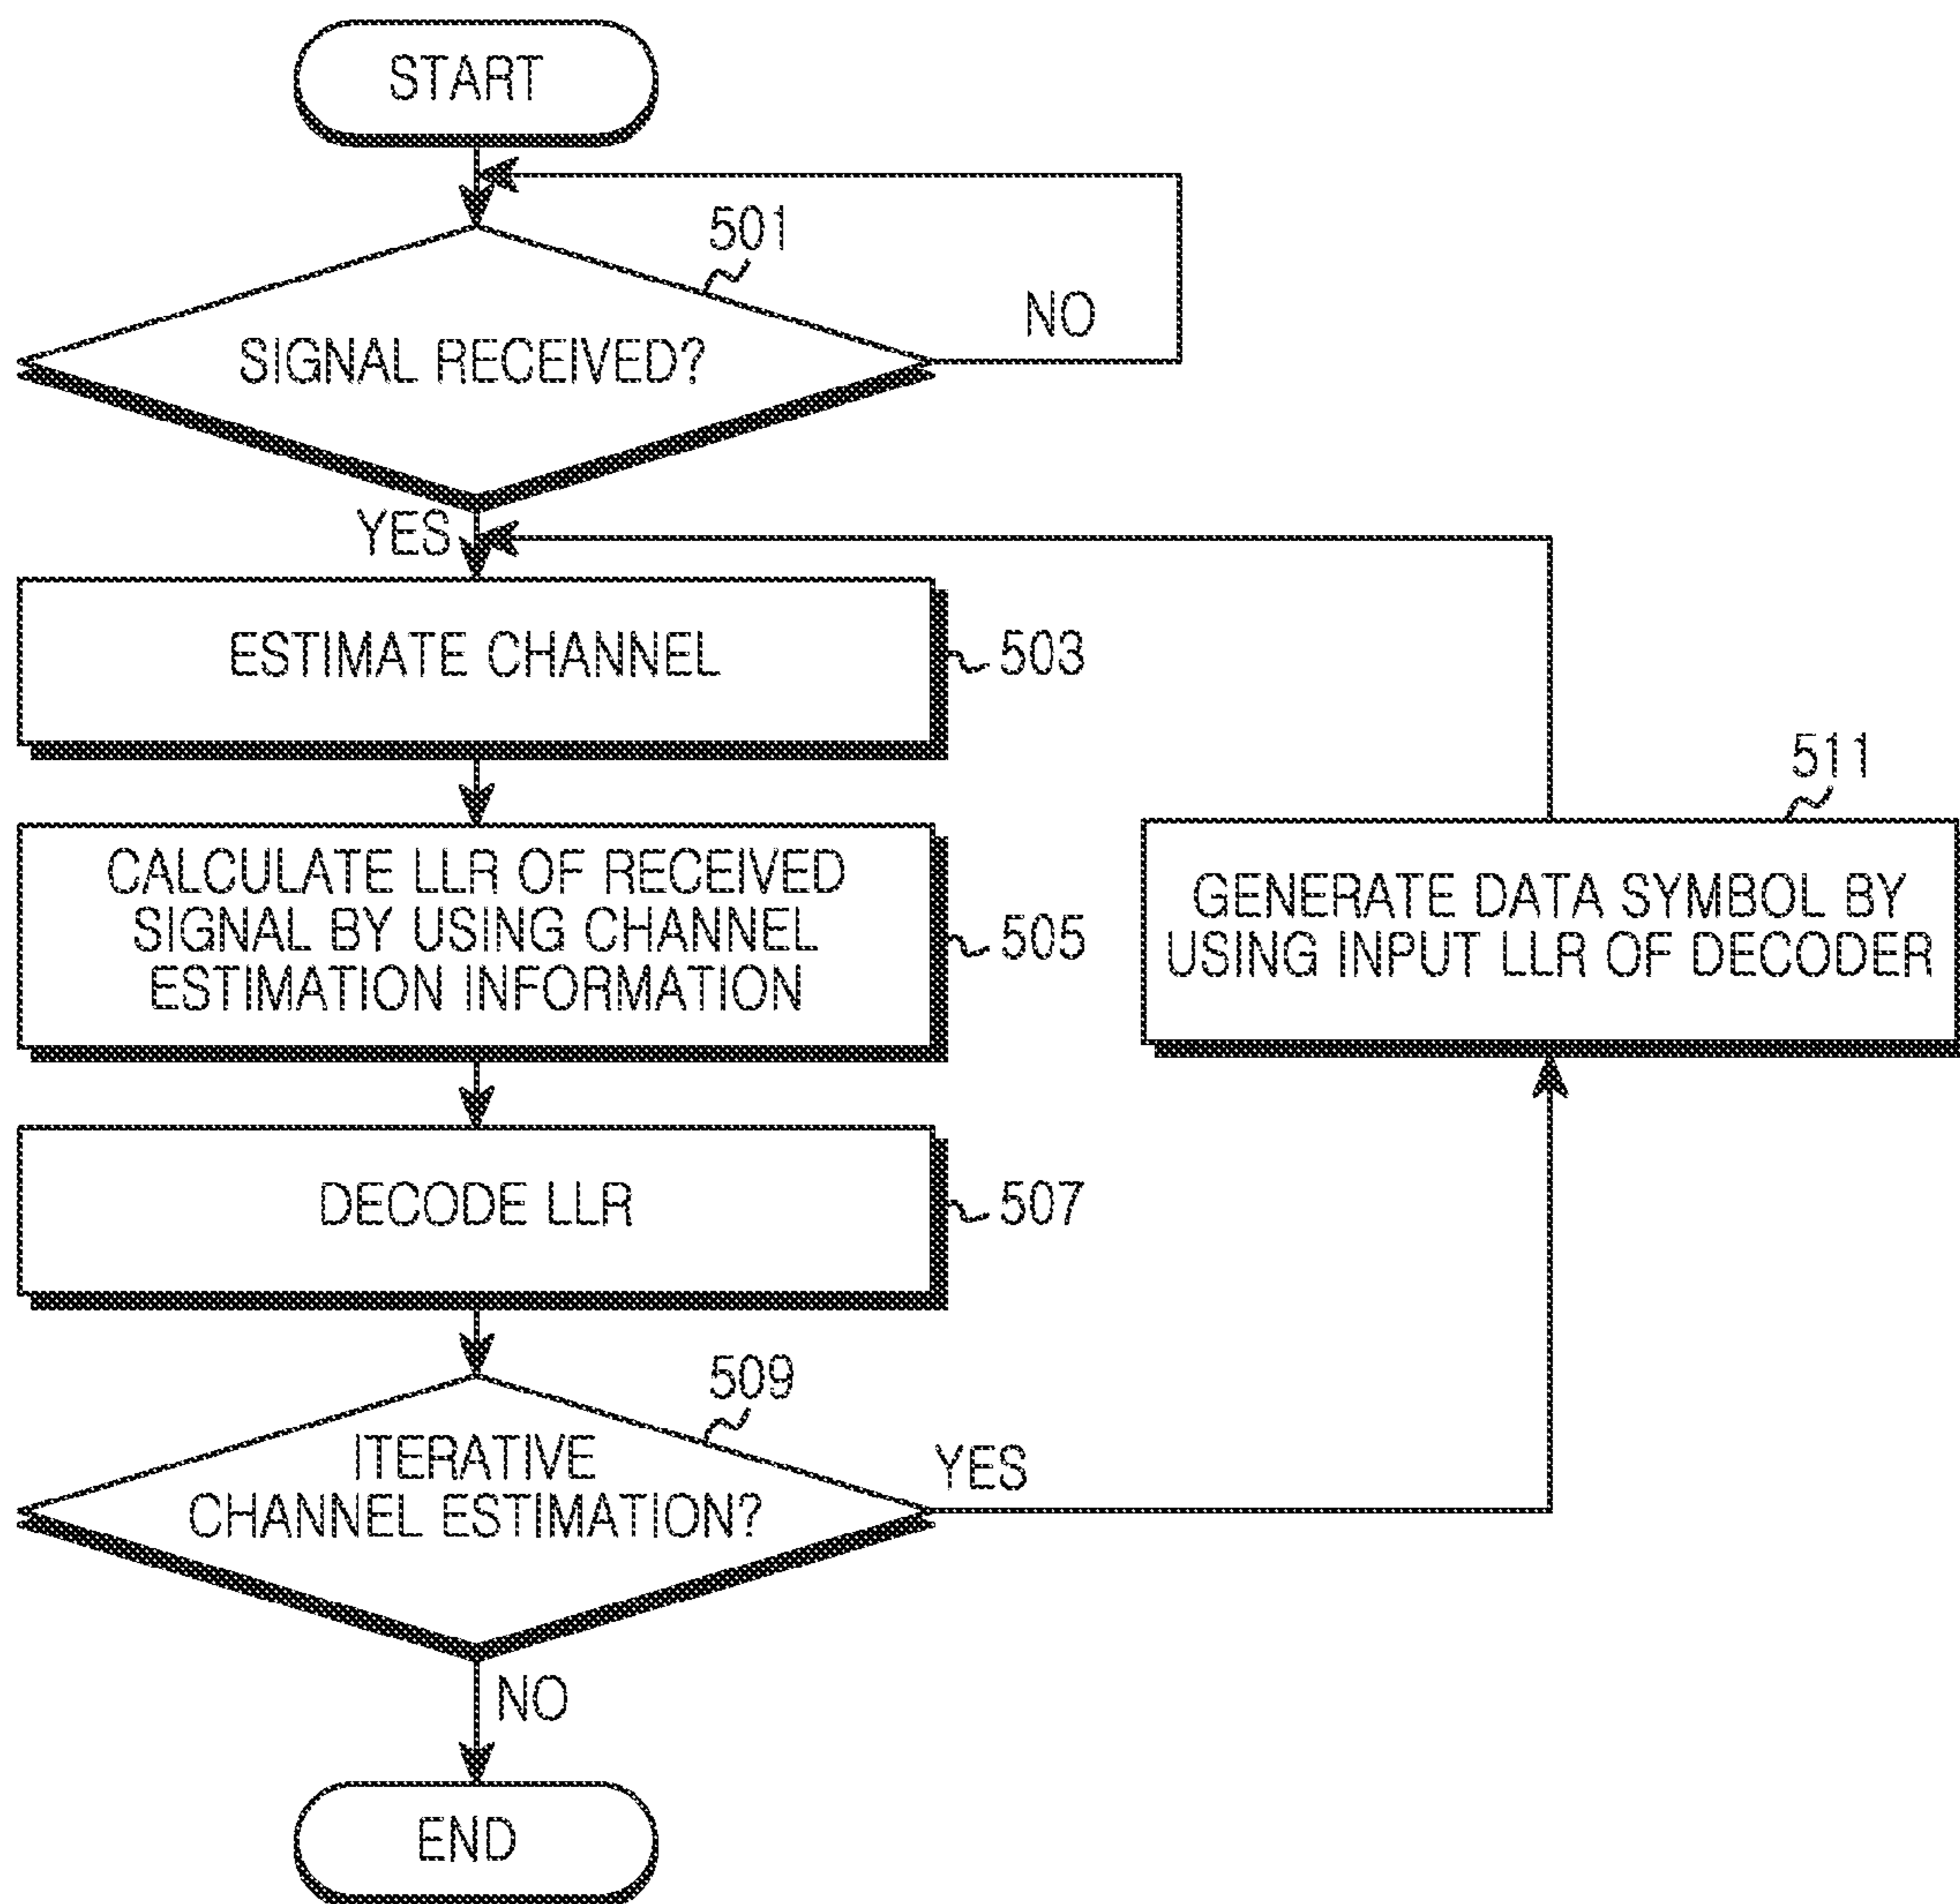 START
501
SIGNAL RECEIVED?
NO
YES
ESTIMATE CHANNEL
503
CALCULATE LLR OF RECEIVED
SIGNAL BY USING CHANNEL
ESTIMATION INFORMATION
505
511
GENERATE DATA SYMBOL BY
USING INPUT LLR OF DECODER
DECODE LLR
507
509
ITERATIVE
CHANNEL ESTIMATION?
YES
NO
END